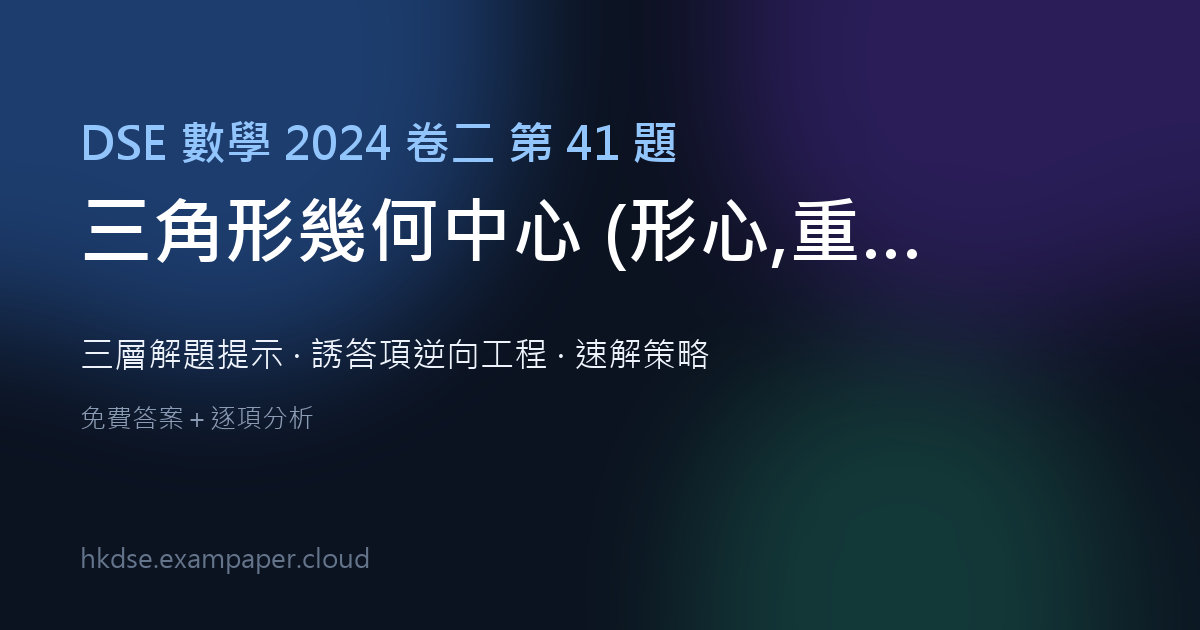 DSE 數學 2024 卷二 第 41 題
三角形幾何中心 (形心,重...
三層解題提示 · 誘答項逆向工程 · 速解策略
免費答案 + 逐項分析
hkdse.exampaper.cloud